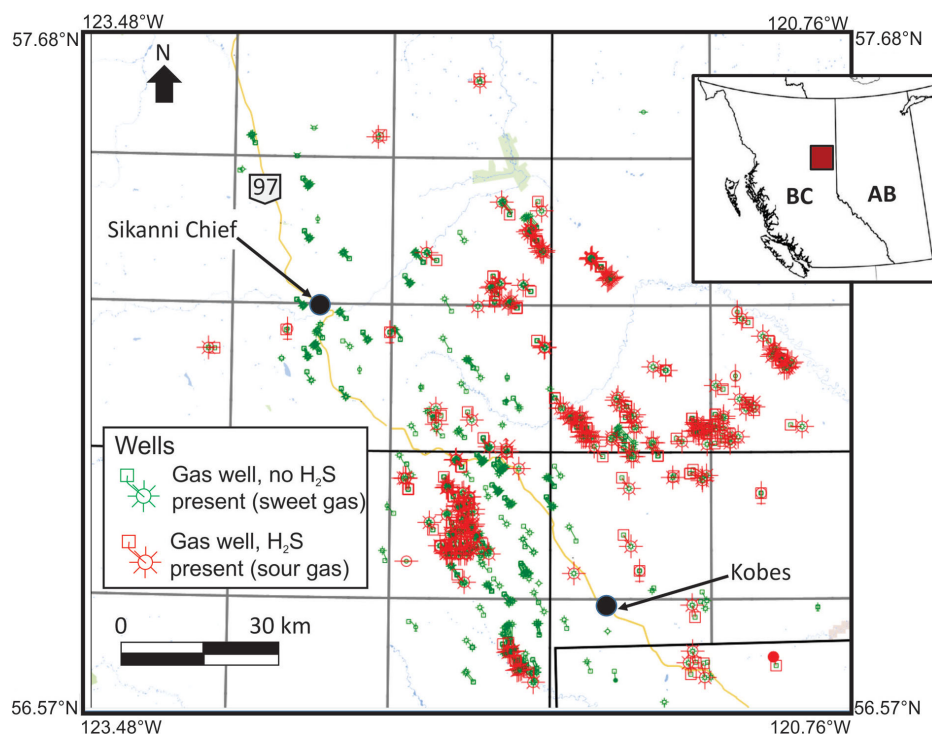 123.48°W
120.76°W
57.68°N
57.68°N
N
97
BC
AB
Sikanni Chief
Wells
Gas well, no H₂S
present (sweet gas)
Gas well, H₂S
present (sour gas)
Kobes
0
30 km
56.57°N
56.57°N
123.48°W
120.76°W